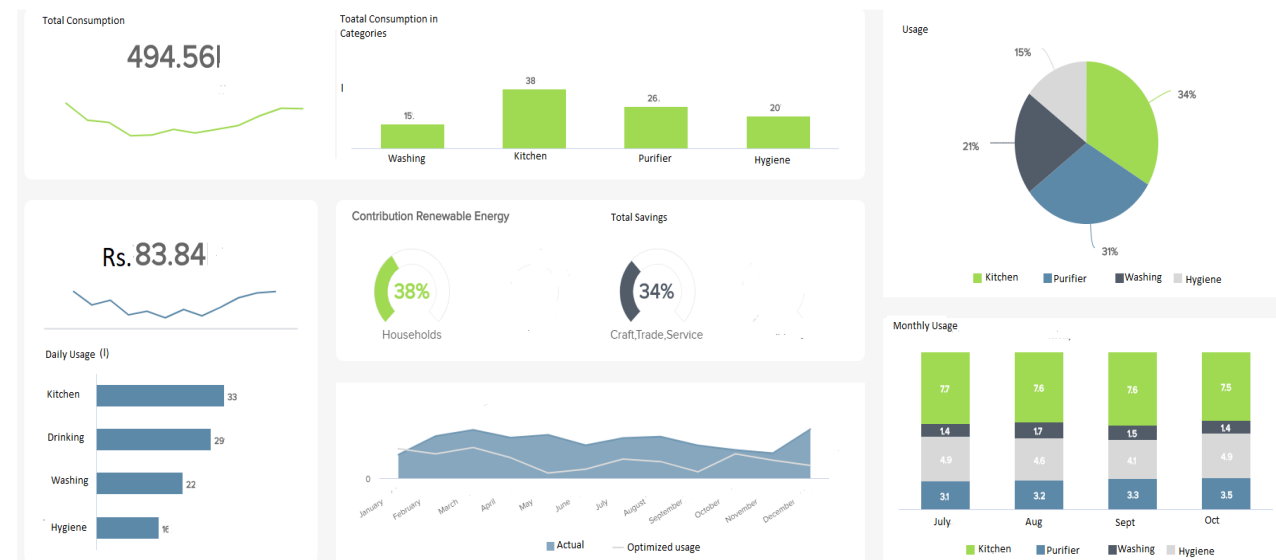 Total Consumption
494.56l
Toatal Consumption in
Categories
l
15.
38
26.
20
Washing
Kitchen
Purifier
Hygiene
Usage
15%
34%
21%
31%
Kitchen
Purifier
Washing
Hygiene
Rs.83.84
Daily Usage (l)
Kitchen
33
Drinking
29
Washing
22
Hygiene
Contribution Renewable Energy
38%
Households
Total Savings
34%
Craft,Trade,Service
0
January
February
March
April
May
June
July
August
September
October
November
December
Actual
Optimized usage
Monthly Usage
7.7
7.6
7.6
7.5
1.4
1.7
1.5
1.4
4.9
4.6
4.1
4.9
3.1
3.2
3.3
3.5
July
Aug
Sept
Oct
Kitchen
Purifier
Washing
Hygiene